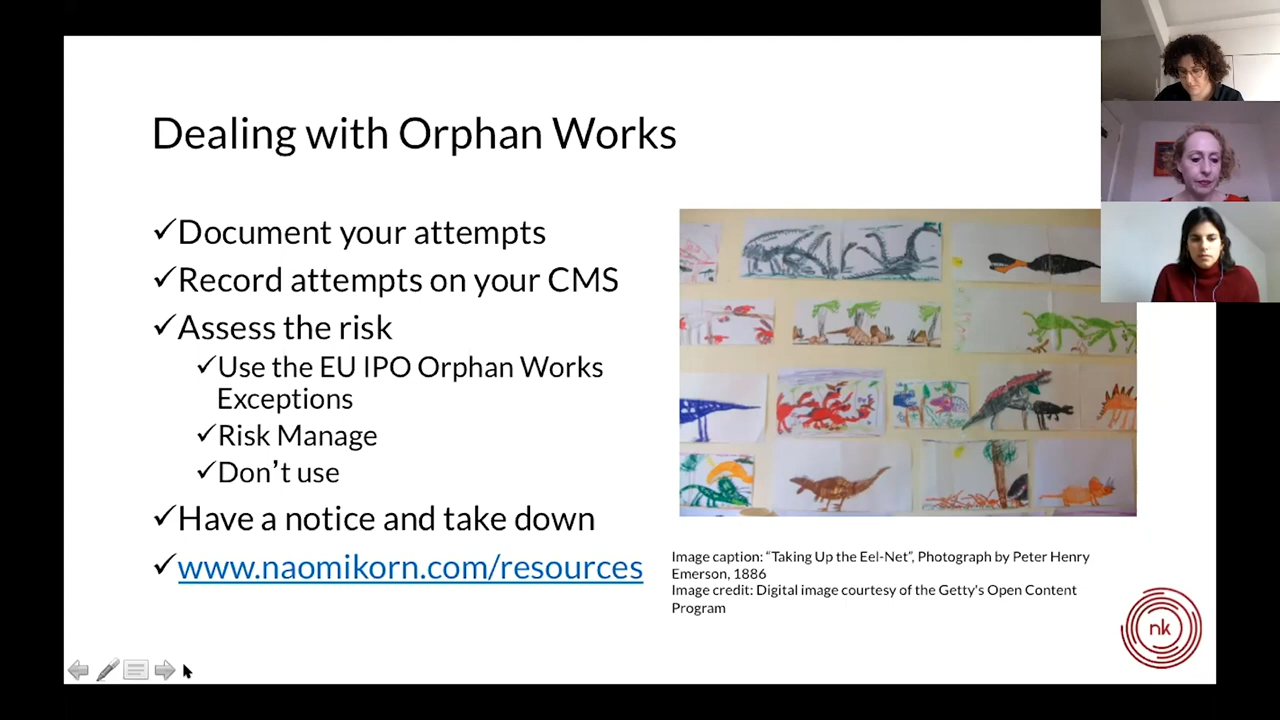 Dealing with Orphan Works
✓Document your attempts
✓Record attempts on your CMS
✓Assess the risk
✓Use the EU IPO Orphan Works
Exceptions
✓Risk Manage
✓Don't use
✓Have a notice and take down
✓www.naomikorn.com/resources
Image caption: “Taking Up the Eel-Net”, Photograph by Peter Henry
Emerson, 1886
Image credit: Digital image courtesy of the Getty's Open Content
Program
nk